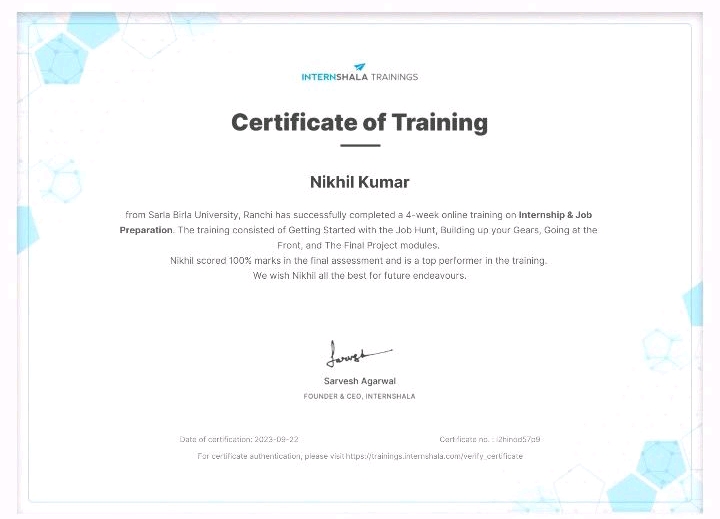 INTERNSHALA TRAININGS
Certificate of Training
Nikhil Kumar
from Sarla Birla University, Ranchi has successfully completed a 4-week online training on Internship & Job
Preparation. The training consisted of Getting Started with the Job Hunt, Building up your Gears, Going at the
Front, and The Final Project modules.
Nikhil scored 100% marks in the final assessment and is a top performer in the training.
We wish Nikhil all the best for future endeavours.
Sarvesh
Sarvesh Agarwal
FOUNDER & CEO, INTERNSHALA
Date of certification: 2023-09-22 Certificate no. : i2hinod57o9
For certificate authentication, please visit https://trainings.internshala.com/verify_certificate